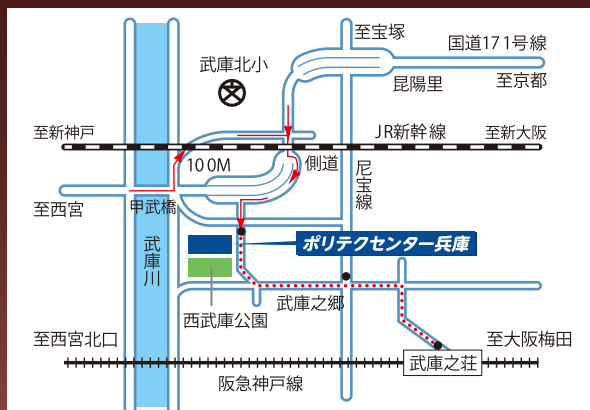 至宝塚
国道171号線
武庫北小
昆陽里
至京都
至新神戸
JR新幹線
至新大阪
100M
側道
尼宝線
至西宮
甲武橋
武庫川
ポリテクセンター兵庫
武庫之郷
西武庫公園
至西宮北口
至大阪梅田
武庫之荘
阪急神戸線